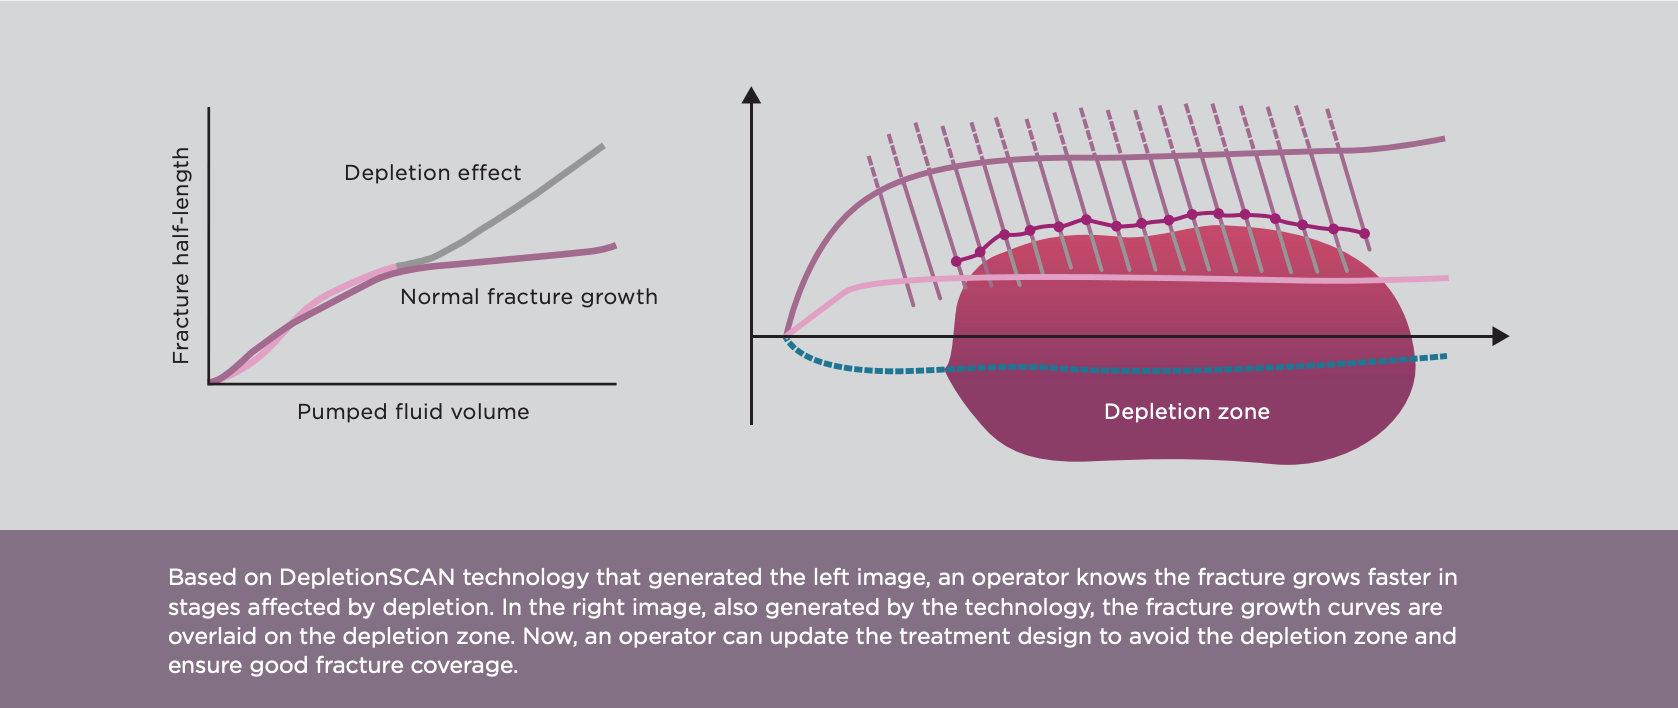 Fracture half-length
Depletion effect
Normal fracture growth
Pumped fluid volume
Depletion zone
Based on DepletionSCAN technology that generated the left image, an operator knows the fracture grows faster in
stages affected by depletion. In the right image, also generated by the technology, the fracture growth curves are
overlaid on the depletion zone. Now, an operator can update the treatment design to avoid the depletion zone and
ensure good fracture coverage.